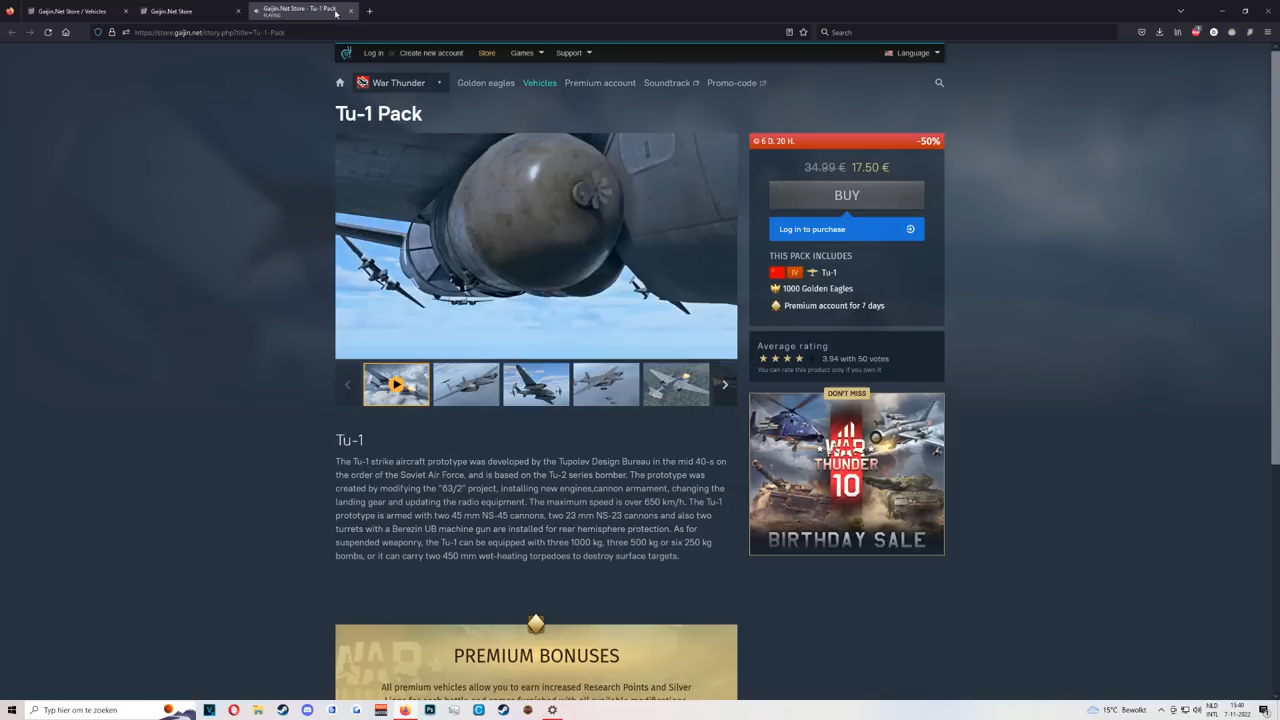 Gaijin.Net Store / Vehicles
Gaijin.Net Store
Gaijin.Net Store - Tu-1 Pack
PLAYING
https://store.gaijin.net/story.php?title=Tu-1-Pack
Search
Log in or Create new account
Store
Games
Support
Language
War Thunder
Golden eagles
Vehicles
Premium account
Soundtrack
Promo-code
Tu-1 Pack
6 D. 20 H.
-50%
34.99 € 17.50 €
BUY
Log in to purchase
THIS PACK INCLUDES
IV Tu-1
1000 Golden Eagles
Premium account for 7 days
Average rating
3.94 with 50 votes
You can rate this product only if you own it
DON'T MISS
WAR
THUNDER
10
BIRTHDAY SALE
Tu-1
The Tu-1 strike aircraft prototype was developed by the Tupolev Design Bureau in the mid 40-s on
the order of the Soviet Air Force, and is based on the Tu-2 series bomber. The prototype was
created by modifying the "63/2" project, installing new engines,cannon armament, changing the
landing gear and updating the radio equipment. The maximum speed is over 650 km/h. The Tu-1
prototype is armed with two 45 mm NS-45 cannons, two 23 mm NS-23 cannons and also two
turrets with a Berezin UB machine gun are installed for rear hemisphere protection. As for
suspended weaponry, the Tu-1 can be equipped with three 1000 kg, three 500 kg or six 250 kg
bombs, or it can carry two 450 mm wet-heating torpedoes to destroy surface targets.
PREMIUM BONUSES
All premium vehicles allow you to earn increased Research Points and Silver
Typ hier om te zoeken
15°C Bewolkt
NLD
INTL
15:40
7-11-2022